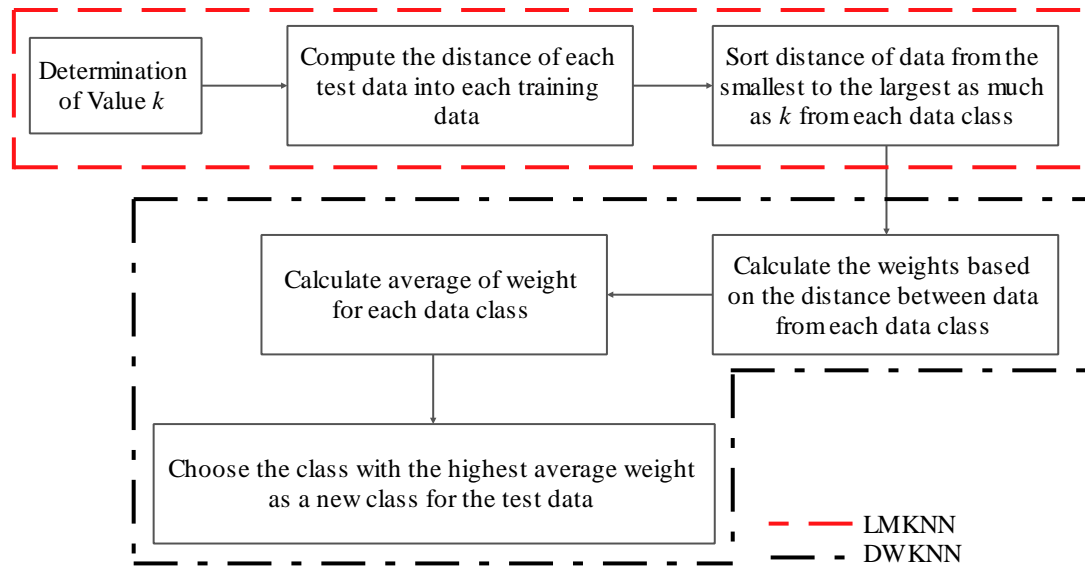 Determination
of Value k
Compute the distance of each
test data into each training
data
Sort distance of data from the
smallest to the largest as much
as k from each data class
Calculate the weights based
on the distance between data
from each data class
Calculate average of weight
for each data class
Choose the class with the highest average weight
as a new class for the test data
LMKNN
DWKNN